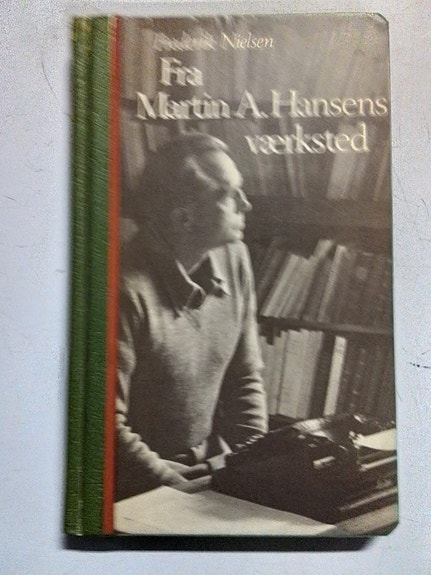 Frederik Nielsen
Fra
Martin A. Hansens
værksted